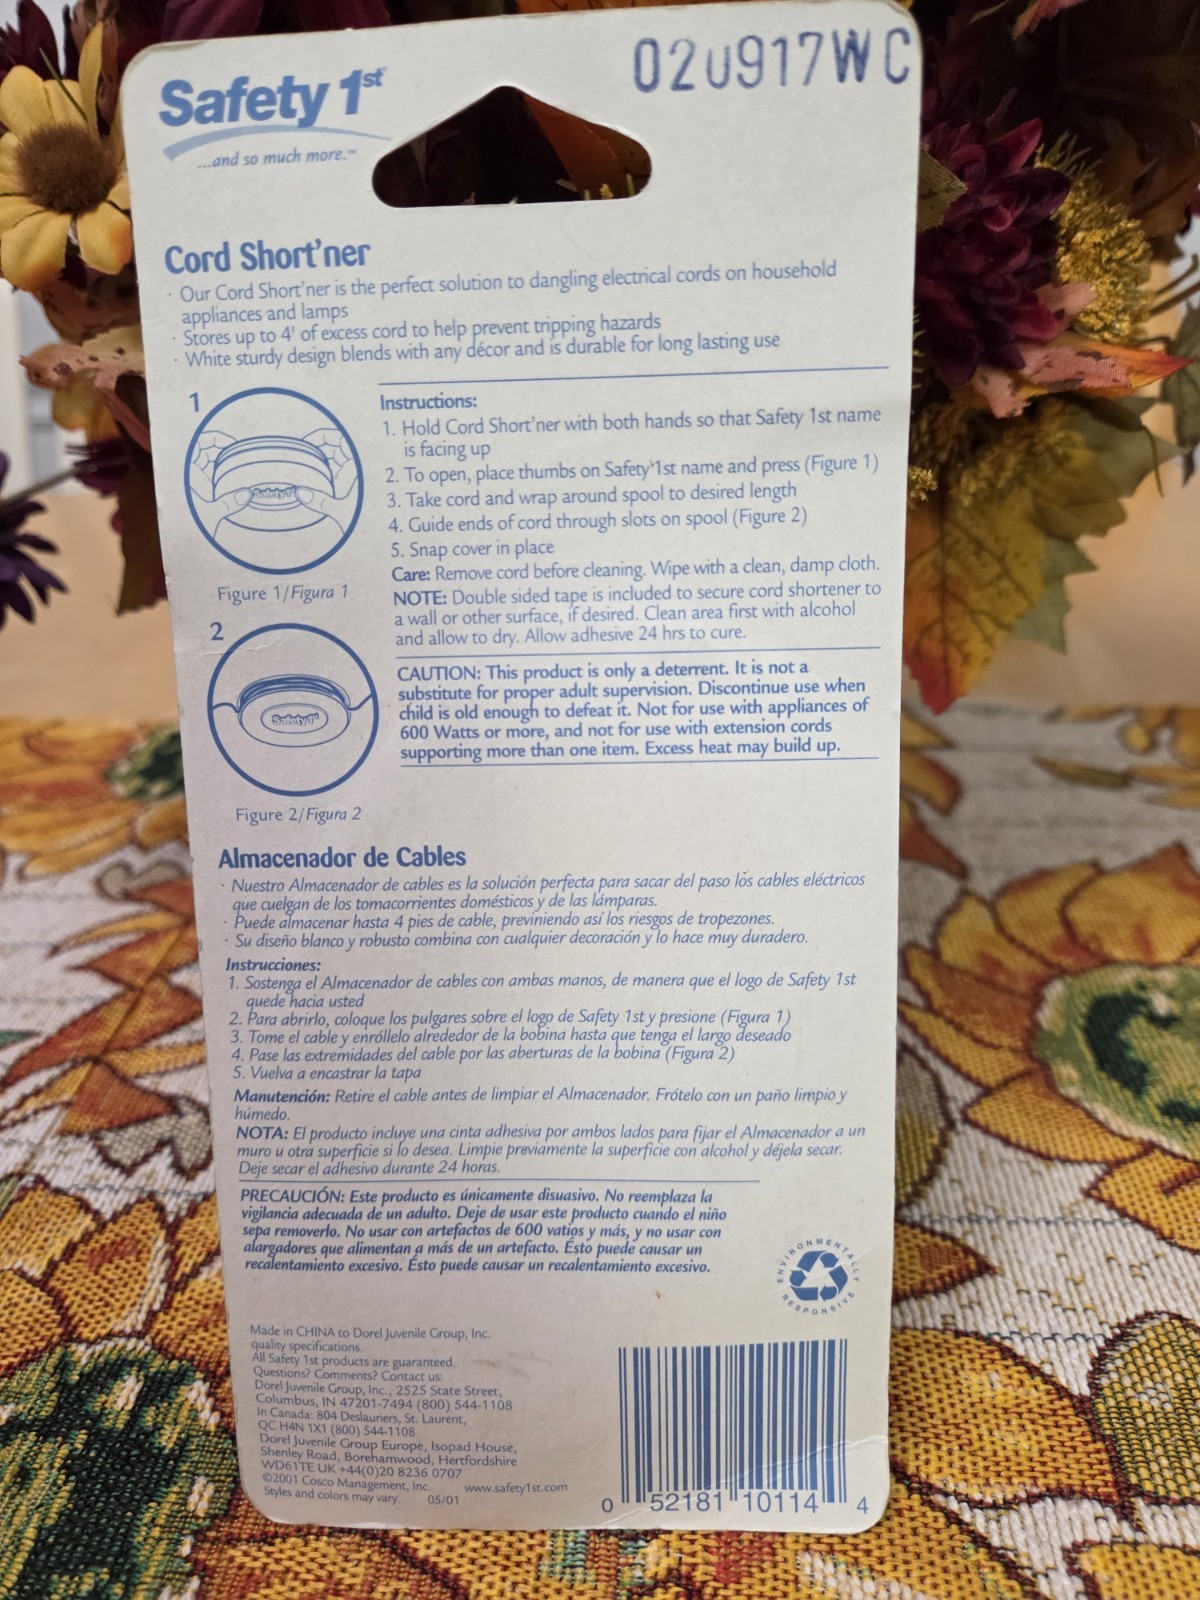 Safety 1st
...and so much more.™
020917WC
Cord Short'ner
· Our Cord Short'ner is the perfect solution to dangling electrical cords on household
appliances and lamps
· Stores up to 4' of excess cord to help prevent tripping hazards
· White sturdy design blends with any décor and is durable for long lasting use
1
Safety 1st
Figure 1/Figura 1
2
Safety 1st
Figure 2/Figura 2
Instructions:
1. Hold Cord Short'ner with both hands so that Safety 1st name
is facing up
2. To open, place thumbs on Safety 1st name and press (Figure 1)
3. Take cord and wrap around spool to desired length
4. Guide ends of cord through slots on spool (Figure 2)
5. Snap cover in place
Care: Remove cord before cleaning. Wipe with a clean, damp cloth.
NOTE: Double sided tape is included to secure cord shortener to
a wall or other surface, if desired. Clean area first with alcohol
and allow to dry. Allow adhesive 24 hrs to cure.
CAUTION: This product is only a deterrent. It is not a
substitute for proper adult supervision. Discontinue use when
child is old enough to defeat it. Not for use with appliances of
600 Watts or more, and not for use with extension cords
supporting more than one item. Excess heat may build up.
Almacenador de Cables
· Nuestro Almacenador de cables es la solución perfecta para sacar del paso los cables eléctricos
que cuelgan de los tomacorrientes domésticos y de las lámparas.
· Puede almacenar hasta 4 pies de cable, previniendo así los riesgos de tropezones.
· Su diseño blanco y robusto combina con cualquier decoración y lo hace muy duradero.
Instrucciones:
1. Sostenga el Almacenador de cables con ambas manos, de manera que el logo de Safety 1st
quede hacia usted
2. Para abrirlo, coloque los pulgares sobre el logo de Safety 1st y presione (Figura 1)
3. Tome el cable y enróllelo alrededor de la bobina hasta que tenga el largo deseado
4. Pase las extremidades del cable por las aberturas de la bobina (Figura 2)
5. Vuelva a encastrar la tapa
Manutención: Retire el cable antes de limpiar el Almacenador. Frótelo con un paño limpio y
húmedo.
NOTA: El producto incluye una cinta adhesiva por ambos lados para fijar el Almacenador a un
muro u otra superficie si lo desea. Limpie previamente la superficie con alcohol y déjela secar.
Deje secar el adhesivo durante 24 horas.
PRECAUCIÓN: Este producto es únicamente disuasivo. No reemplaza la
vigilancia adecuada de un adulto. Deje de usar este producto cuando el niño
sepa removerlo. No usar con artefactos de 600 vatios y más, y no usar con
alargadores que alimentan a más de un artefacto. Ésto puede causar un
recalentamiento excesivo. Ésto puede causar un recalentamiento excesivo.
ENVIRONMENTALLY RESPONSIVE
Made in CHINA to Dorel Juvenile Group, Inc.
quality specifications.
All Safety 1st products are guaranteed.
Questions? Comments? Contact us:
Dorel Juvenile Group, Inc., 2525 State Street,
Columbus, IN 47201-7494 (800) 544-1108
In Canada: 804 Deslauriers, St. Laurent,
QC H4N 1X1 (800) 544-1108
Dorel Juvenile Group Europe, Isopad House,
Shenley Road, Borehamwood, Hertfordshire
WD61TE UK +44(0)20 8236 0707
©2001 Cosco Management, Inc. www.safety1st.com
Styles and colors may vary. 05/01
0 52181 10114 4